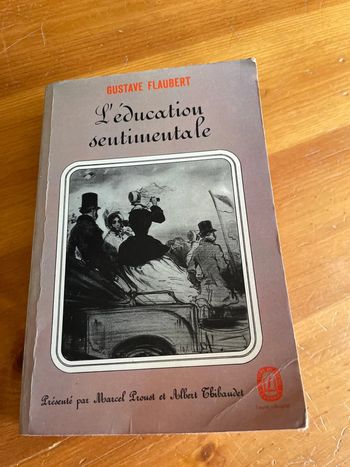 GUSTAVE FLAUBERT
L'éducation
sentimentale
Présenté par Marcel Proust et Albert Thibaudet